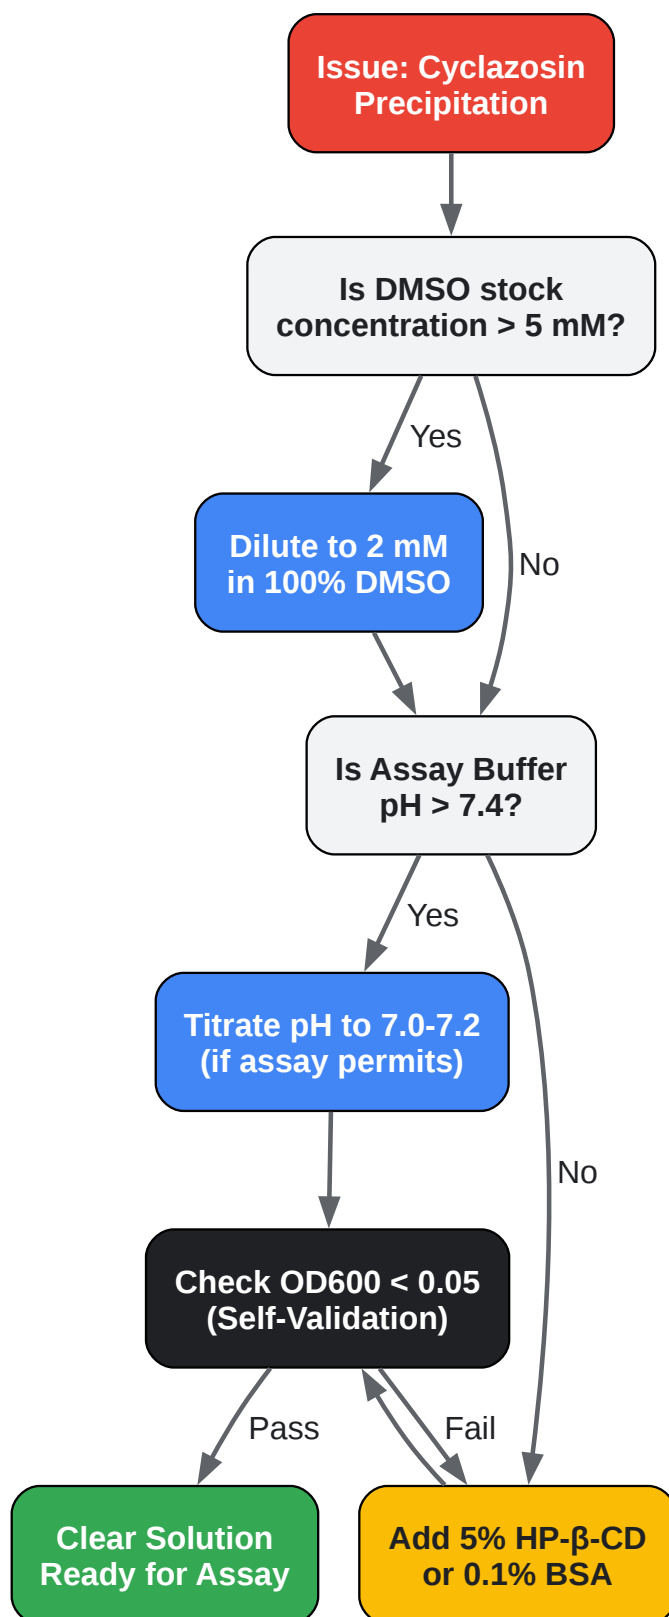 Issue: Cyclazosin
Precipitation
Is DMSO stock
concentration > 5 mM?
Yes
Dilute to 2 mM
in 100% DMSO
No
Is Assay Buffer
pH > 7.4?
Yes
Titrate pH to 7.0-7.2
(if assay permits)
No
Check OD600 < 0.05
(Self-Validation)
Pass
Fail
Clear Solution
Ready for Assay
Add 5% HP-β-CD
or 0.1% BSA